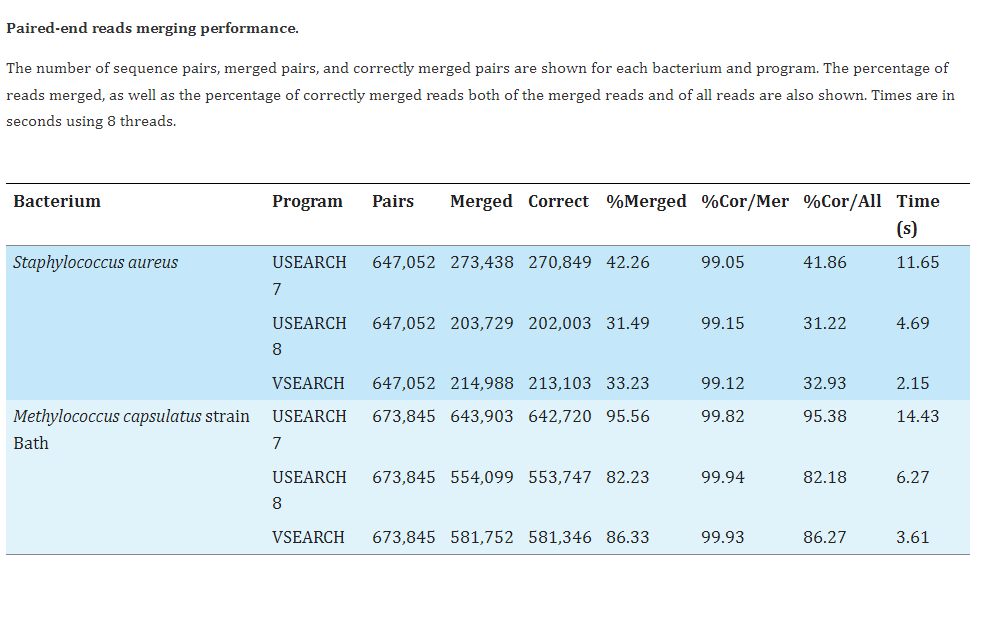 Paired-end reads merging performance.
The number of sequence pairs, merged pairs, and correctly merged pairs are shown for each bacterium and program. The percentage of
reads merged, as well as the percentage of correctly merged reads both of the merged reads and of all reads are also shown. Times are in
seconds using 8 threads.
Bacterium Program Pairs Merged Correct %Merged %Cor/Mer %Cor/All Time
(s)
Staphylococcus aureus USEARCH 647,052 273,438 270,849 42.26 99.05 41.86 11.65
7
USEARCH 647,052 203,729 202,003 31.49 99.15 31.22 4.69
8
VSEARCH 647,052 214,988 213,103 33.23 99.12 32.93 2.15
Methylococcus capsulatus strain USEARCH 673,845 643,903 642,720 95.56 99.82 95.38 14.43
Bath 7
USEARCH 673,845 554,099 553,747 82.23 99.94 82.18 6.27
8
VSEARCH 673,845 581,752 581,346 86.33 99.93 86.27 3.61